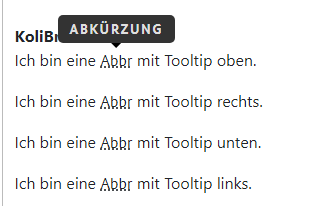 ABKÜRZUNG
Ich bin eine Abbr mit Tooltip oben.
Ich bin eine Abbr mit Tooltip rechts.
Ich bin eine Abbr mit Tooltip unten.
Ich bin eine Abbr mit Tooltip links.